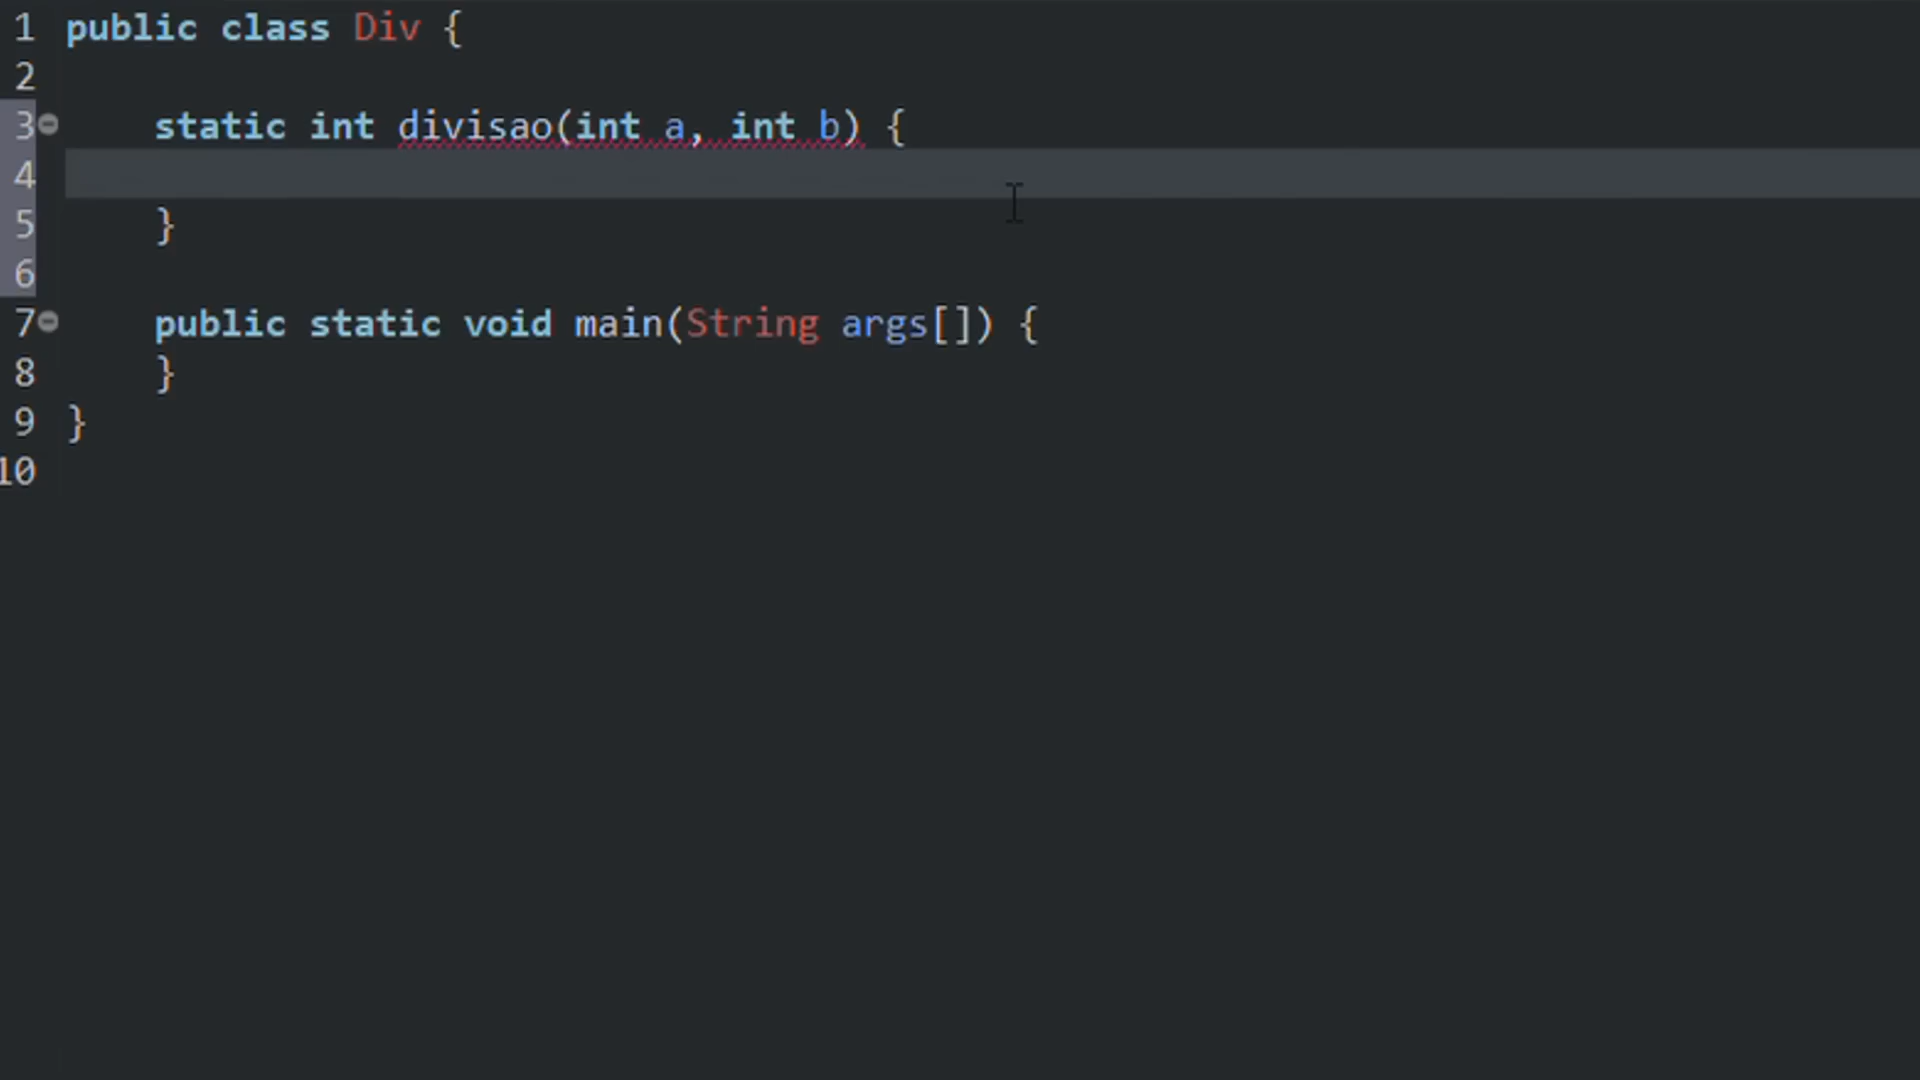 1 public class Div {
2
3 static int divisao(int a, int b) {
4
5 }
6
7 public static void main(String args[]) {
8 }
9 }
10